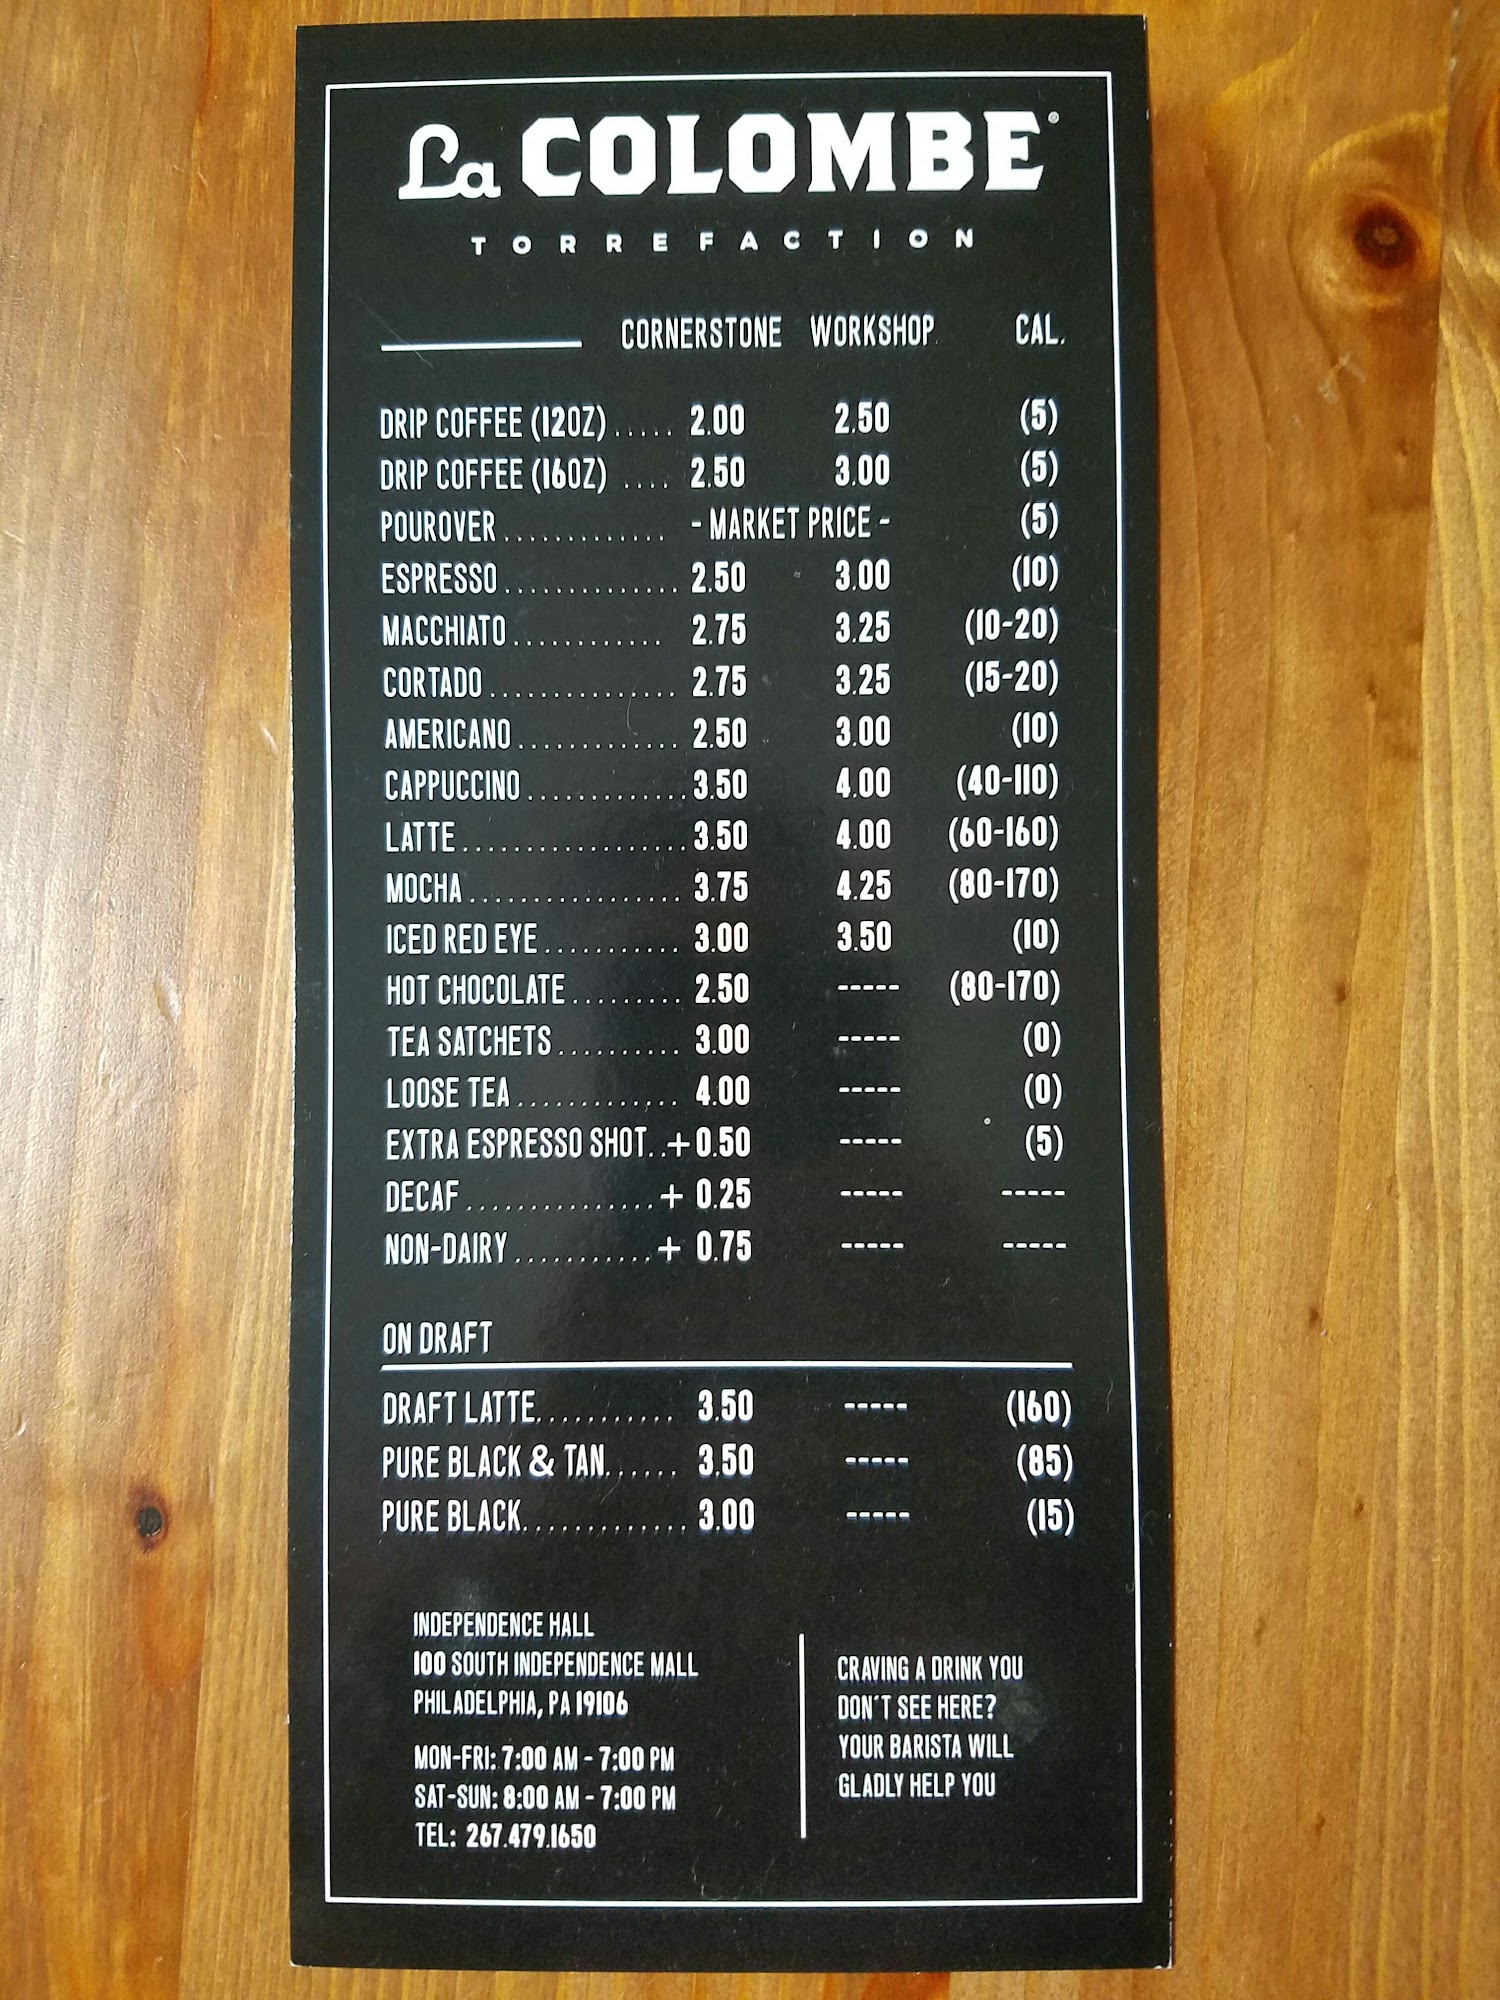 La COLOMBE®
TORREFACTION
CORNERSTONE WORKSHOP CAL.
DRIP COFFEE (12OZ) ..... 2.00 2.50 (5)
DRIP COFFEE (16OZ) .... 2.50 3.00 (5)
POUROVER ............. - MARKET PRICE - (5)
ESPRESSO .............. 2.50 3.00 (10)
MACCHIATO ............ 2.75 3.25 (10-20)
CORTADO ............... 2.75 3.25 (15-20)
AMERICANO ............. 2.50 3.00 (10)
CAPPUCCINO ............. 3.50 4.00 (40-110)
LATTE .................. 3.50 4.00 (60-160)
MOCHA ................. 3.75 4.25 (80-170)
ICED RED EYE ........... 3.00 3.50 (10)
HOT CHOCOLATE ......... 2.50 ----- (80-170)
TEA SATCHETS .......... 3.00 ----- (0)
LOOSE TEA ............. 4.00 ----- (0)
EXTRA ESPRESSO SHOT..+0.50 ----- (5)
DECAF ...............+ 0.25 ----- -----
NON-DAIRY ...........+ 0.75 ----- -----
ON DRAFT
DRAFT LATTE........... 3.50 ----- (160)
PURE BLACK & TAN...... 3.50 ----- (85)
PURE BLACK............. 3.00 ----- (15)
INDEPENDENCE HALL
100 SOUTH INDEPENDENCE MALL
PHILADELPHIA, PA 19106
MON-FRI: 7:00 AM - 7:00 PM
SAT-SUN: 8:00 AM - 7:00 PM
TEL: 267.479.1650
CRAVING A DRINK YOU
DON'T SEE HERE?
YOUR BARISTA WILL
GLADLY HELP YOU